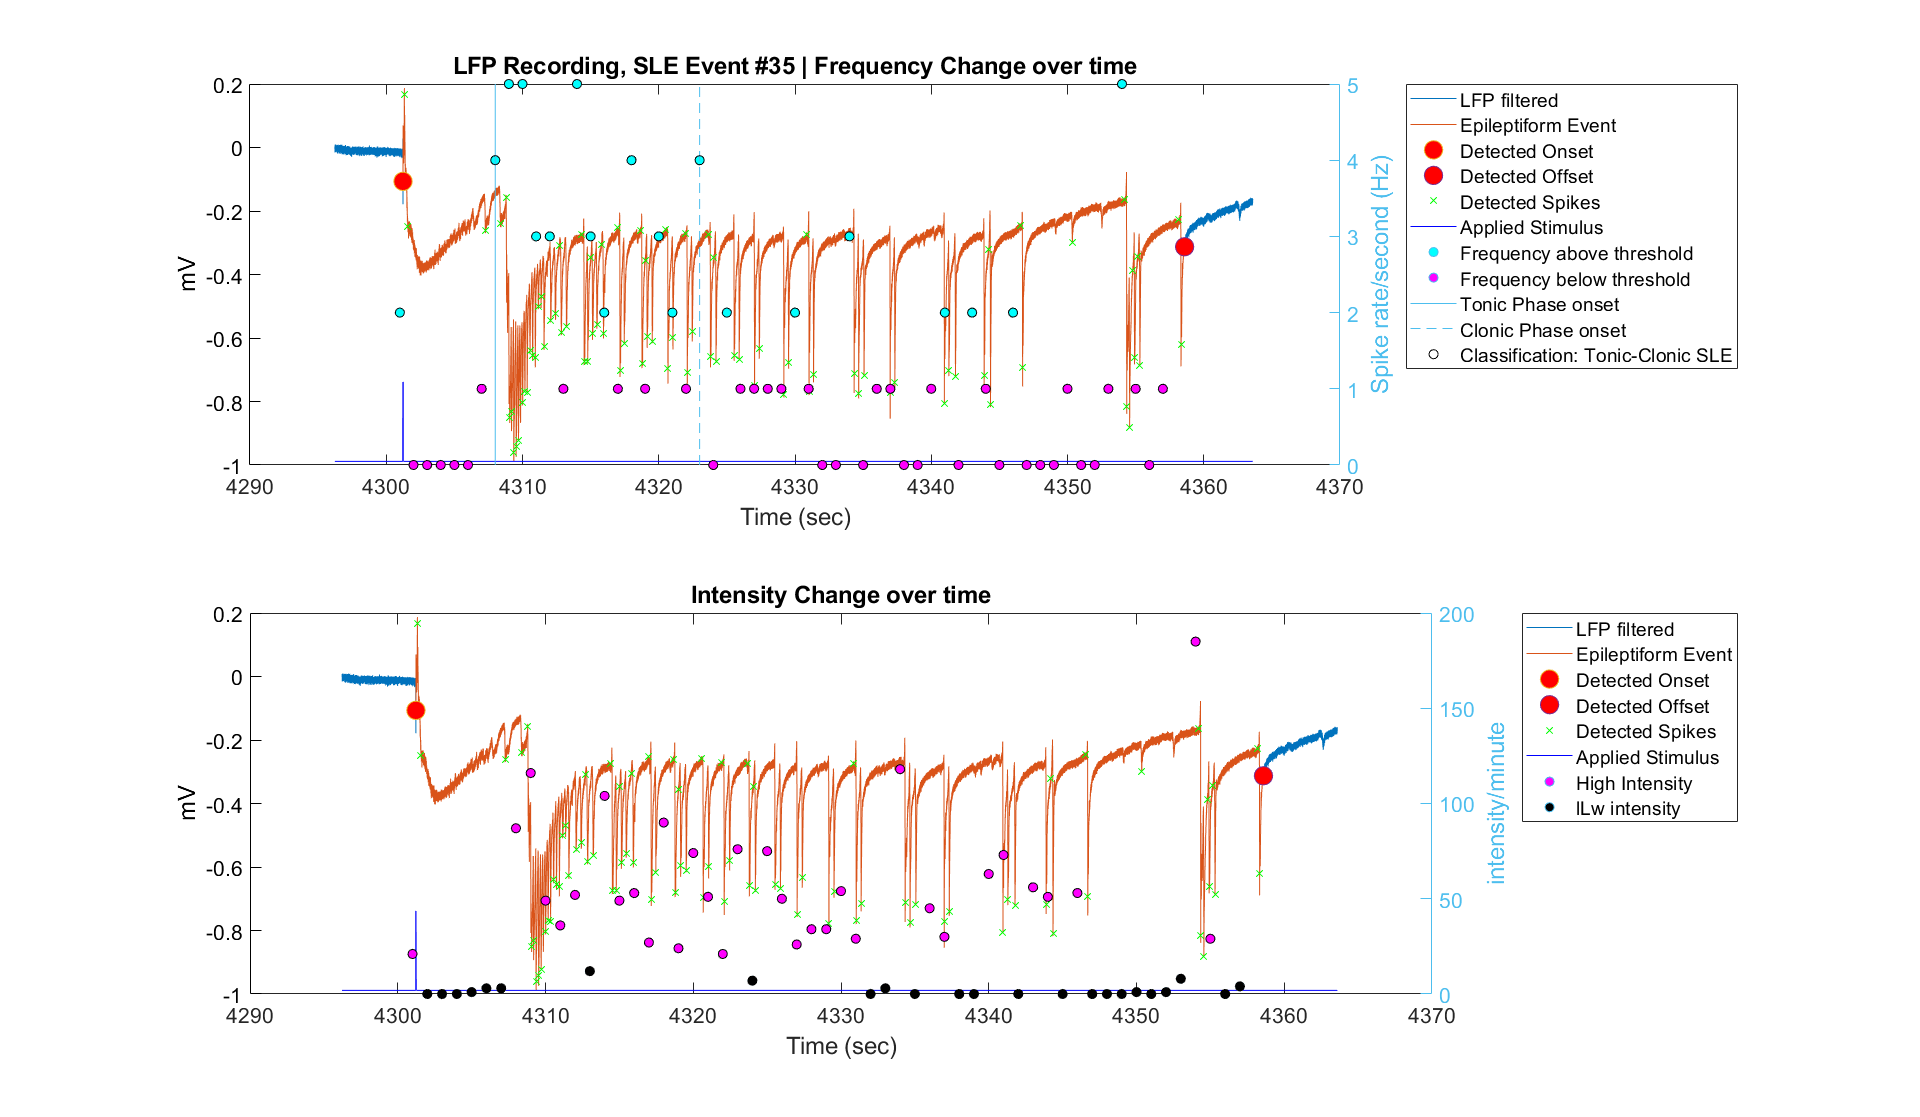 LFP Recording, SLE Event #35 | Frequency Change over time
0.2
0
-0.2
-0.4
-0.6
-0.8
-1
mV
5
4
3
2
1
0
Spike rate/second (Hz)
4290 4300 4310 4320 4330 4340 4350 4360 4370
Time (sec)
LFP filtered
Epileptiform Event
Detected Onset
Detected Offset
Detected Spikes
Applied Stimulus
Frequency above threshold
Frequency below threshold
Tonic Phase onset
Clonic Phase onset
Classification: Tonic-Clonic SLE
Intensity Change over time
0.2
0
-0.2
-0.4
-0.6
-0.8
-1
mV
200
150
100
50
0
intensity/minute
4290 4300 4310 4320 4330 4340 4350 4360 4370
Time (sec)
LFP filtered
Epileptiform Event
Detected Onset
Detected Offset
Detected Spikes
Applied Stimulus
High Intensity
lLw intensity